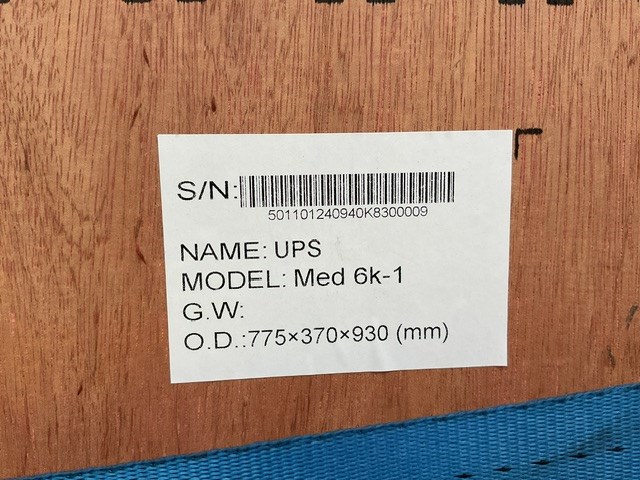 S/N:
501101240940K8300009
NAME: UPS
MODEL: Med 6k-1
G.W:
O.D.:775×370×930 (mm)